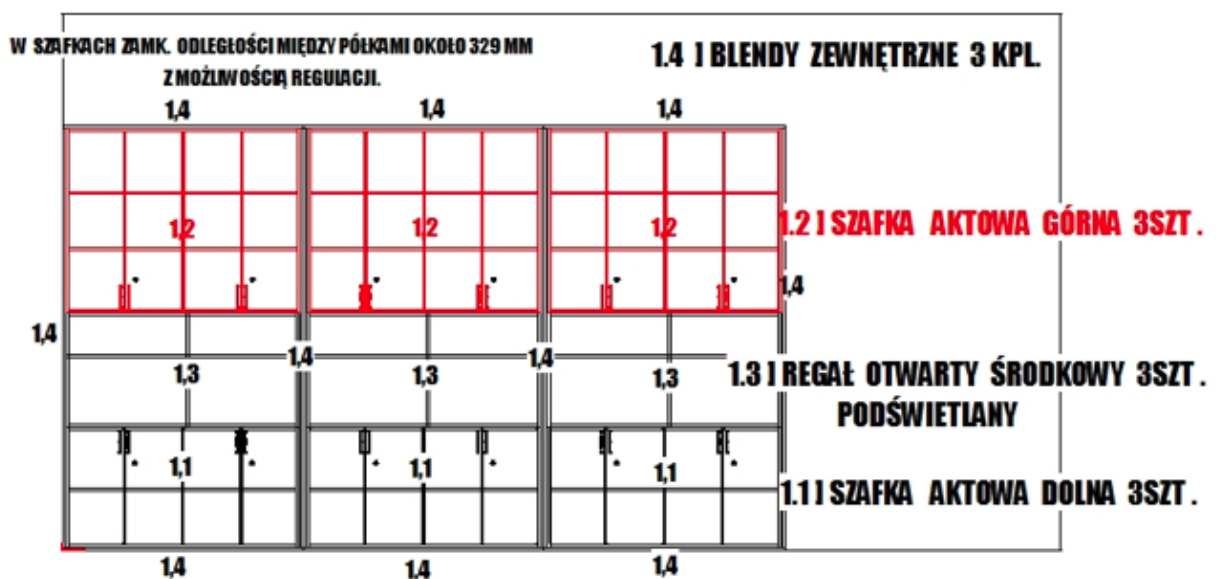 W SZAFKACH ZAMK. ODLEGŁOŚCI MIĘDZY PÓŁKAMI OKOŁO 329 MM
Z MOŻLIWOŚCIĄ REGULACJI.
1.4 ] BLENDY ZEWNĘTRZNE 3 KPL.
1,4 1,4 1,4
1,2 1.2 1,2
1.2 ] SZAFKA AKTOWA GÓRNA 3SZT.
1,4
1,4 1,4 1,4
1,3 1,3 1,3
1.3 ] REGAŁ OTWARTY ŚRODKOWY 3SZT.
PODŚWIETLANY
1,1 1,1 1,1
1.1 ] SZAFKA AKTOWA DOLNA 3SZT.
1,4 1,4 1,4